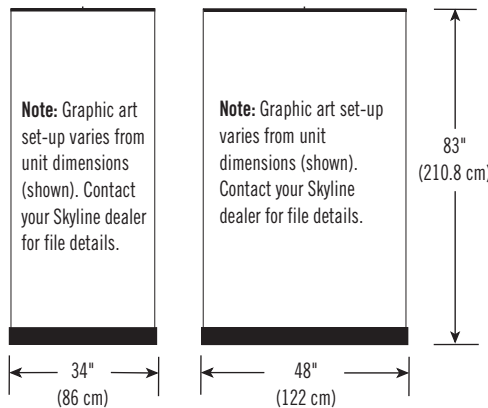 Note: Graphic art
set-up varies from
unit dimensions
(shown). Contact
your Skyline dealer
for file details.
Note: Graphic art set-up
varies from unit
dimensions (shown).
Contact your Skyline
dealer for file details.
83"
(210.8 cm)
34"
(86 cm)
48"
(122 cm)